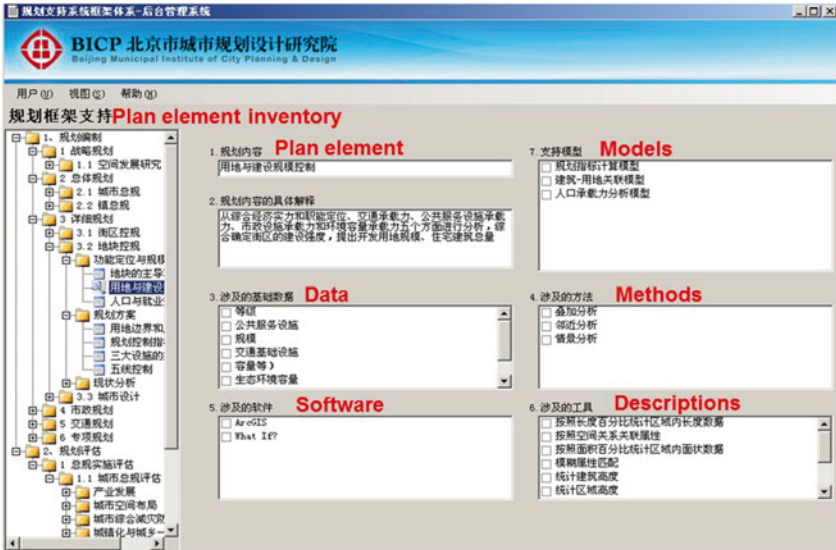 规划支持系统框架体系-后台管理系统
BICP 北京市城市规划设计研究院
Beijing Municipal Institute of City Planning & Design
用户(U) 视图(S) 帮助(H)
规划框架支持Plan element inventory
1、规划编制
1 战略规划
1.1 空间发展研究
2 总体规划
2.1 城市总规
2.2 镇总规
3 详细规划
3.1 街区控规
3.2 地块控规
功能定位与规模
地块的主导
用地与建设
人口与就业
规划方案
用地边界和
规划控制指
三大设施的
五线控制
现状分析
3.3 城市设计
4 市政规划
5 交通规划
6 专项规划
2、规划评估
1 总规实施评估
1.1 城市总规评估
产业发展
城市空间布局
城市综合减灾防
城镇化与城乡一
1.规划内容 Plan element
用地与建设规模控制
2.规划内容的具体解释
从综合经济实力和职能定位、交通承载力、公共服务设施承载
力、市政设施承载力和环境容量承载力五个方面进行分析，综
合确定街区的建设强度，提出开发用地规模、住宅建筑总量
3.涉及的基础数据 Data
等级
公共服务设施
规模
交通基础设施
容量等)
生态环境容量
5.涉及的软件 Software
ArcGIS
What If?
7.支持模型 Models
规划指标计算模型
建筑-用地关联模型
人口承载力分析模型
4.涉及的方法 Methods
叠加分析
邻近分析
情景分析
6.涉及的工具 Descriptions
按照长度百分比统计区域内长度数据
按照空间关系关联属性
按照面积百分比统计区域内面状数据
模糊属性匹配
统计建筑高度
统计区域高度